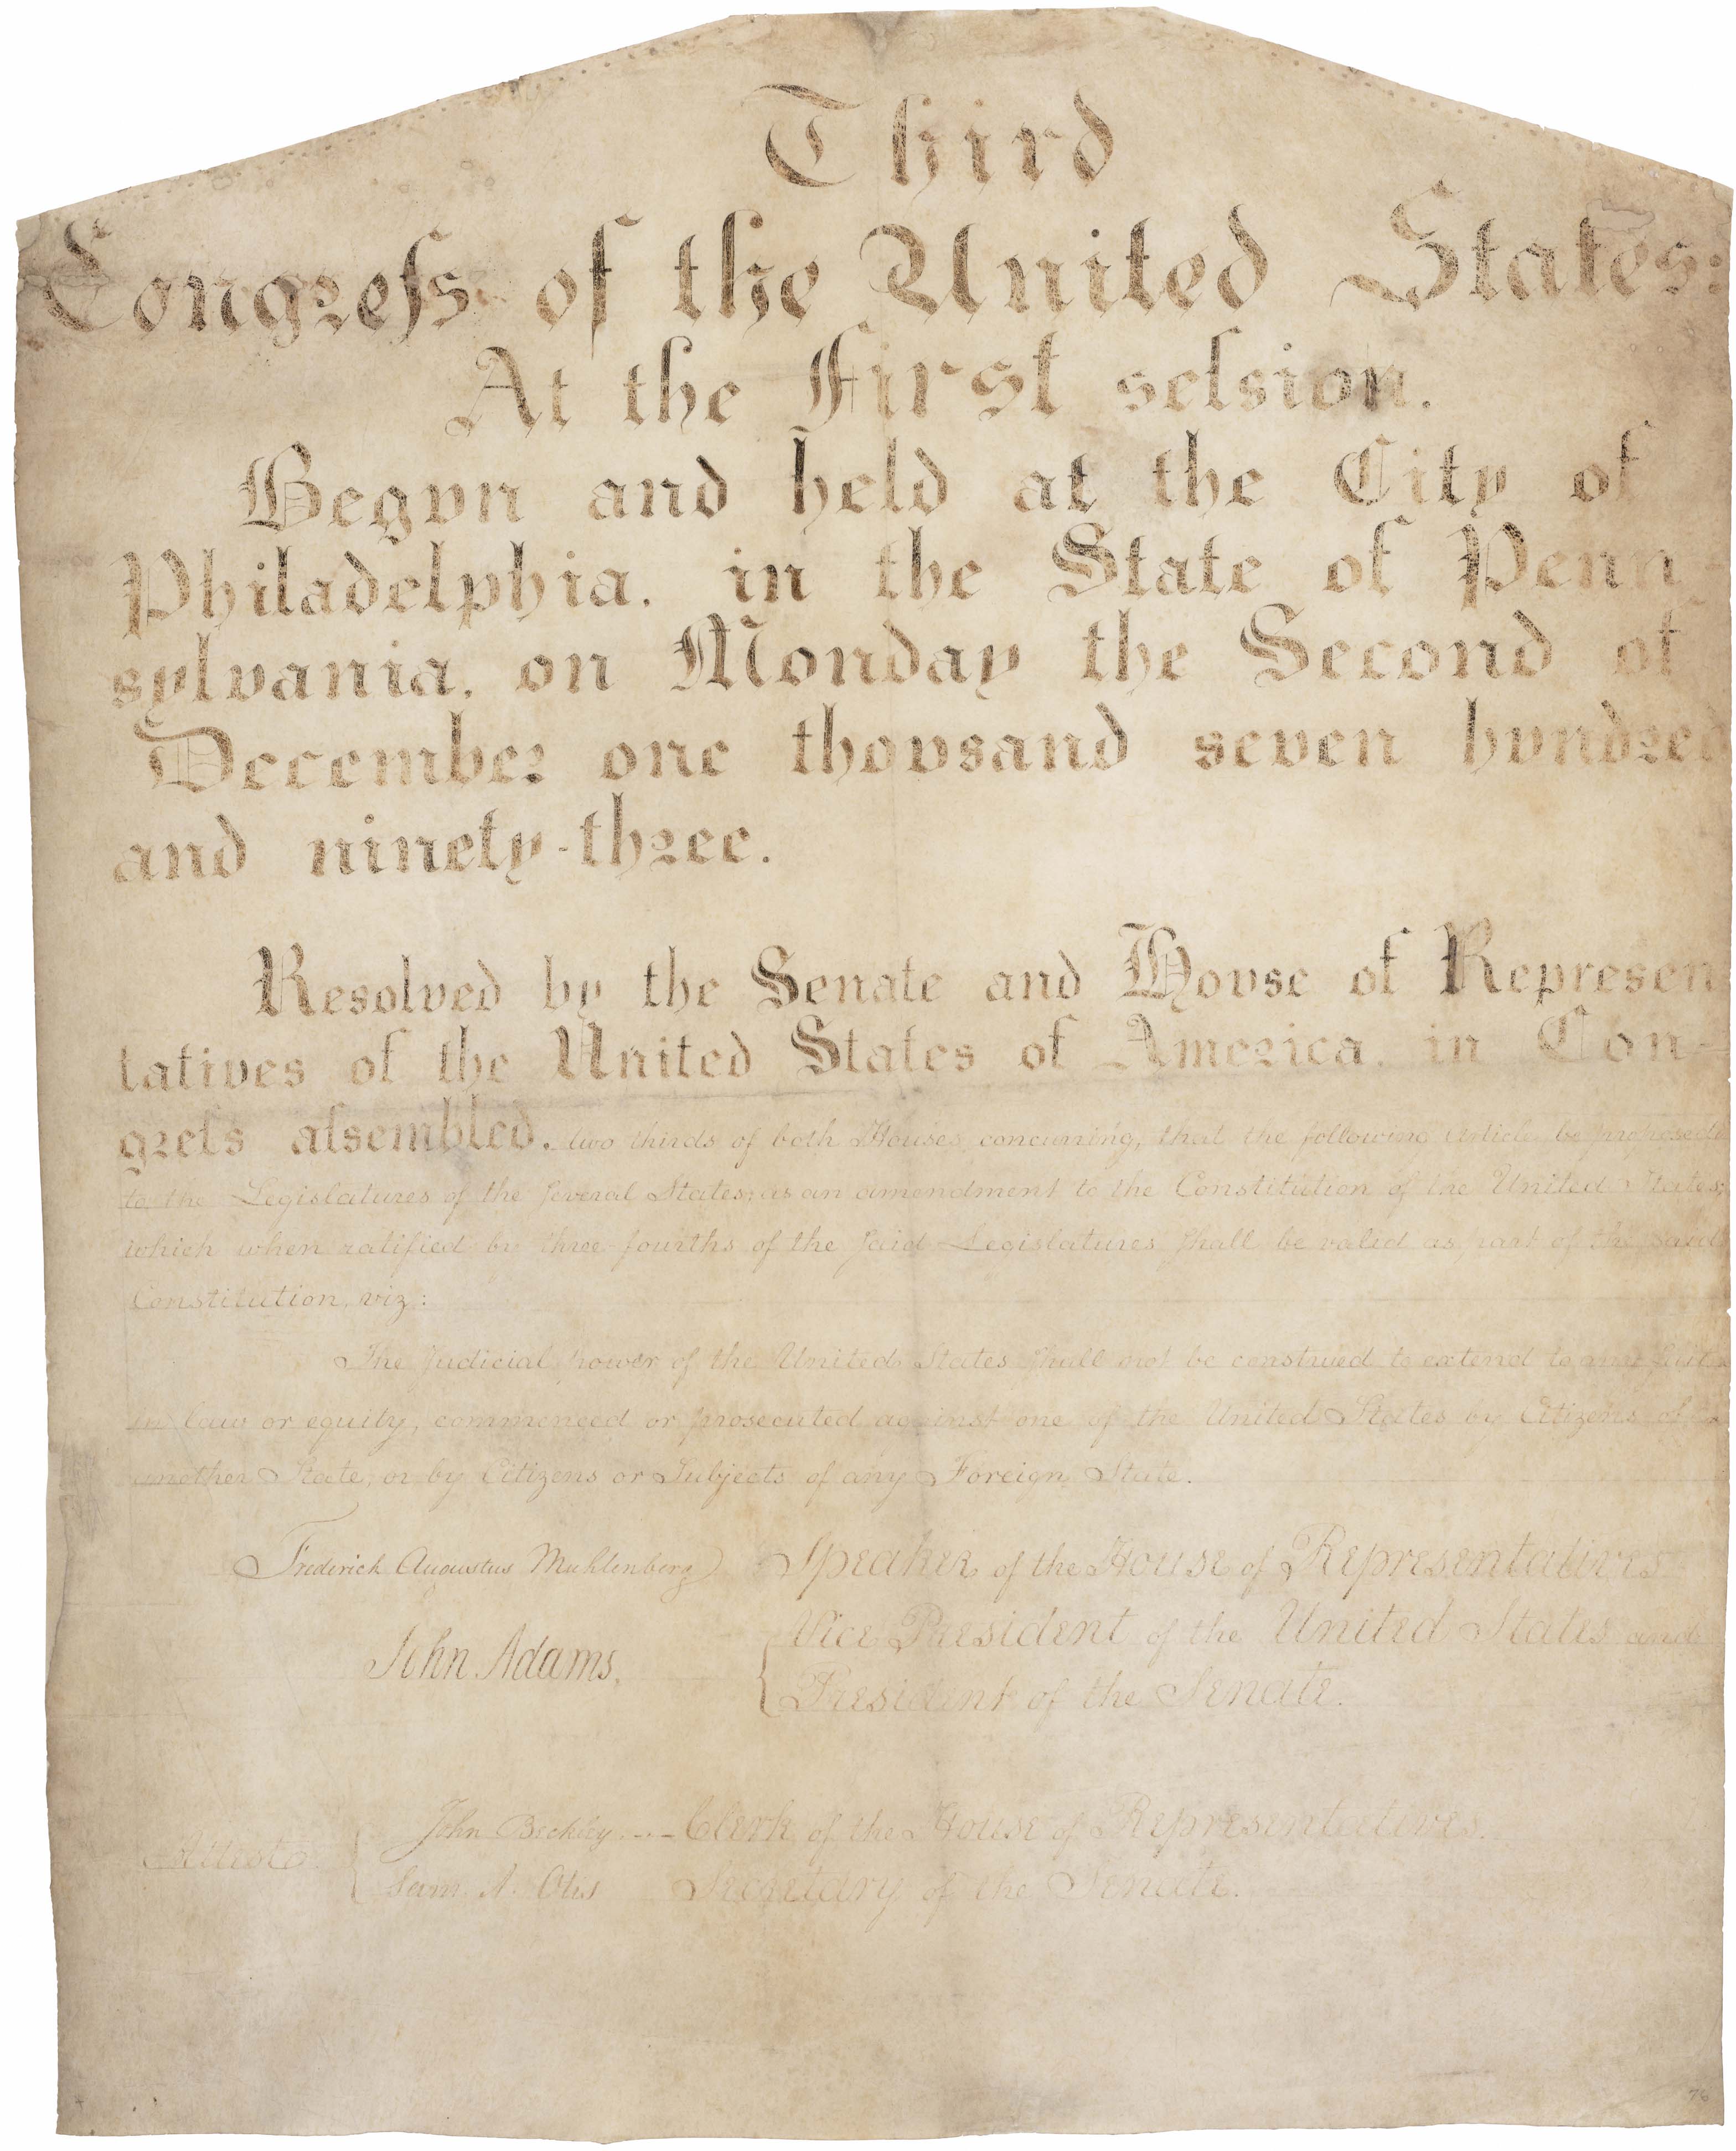 Third
Congreſs of the United States:
At the First seſsion.
Begun and held at the City of
Philadelphia, in the State of Penn-
sylvania, on Monday the Second of
December one thousand seven hundred
and ninety-three.
Resolved by the Senate and House of Represen
tatives of the United States of America, in Con-
greſs aſsembled. two thirds of both Houses concurring, that the following Article be proposed
to the Legislatures of the ſeveral States, as an amendment to the Constitution of the United States;
which when ratified by three fourths of the ſaid Legislatures ſhall be valid as part of the said
Constitution, viz:
The Judicial power of the United States ſhall not be construed to extend to any ſuit
in law or equity, commenced or prosecuted against one of the United States by Citizens of
another State, or by Citizens or Subjects of any Foreign State.
Frederick Augustus Muhlenberg Speaker of the House of Representatives
John Adams, { Vice President of the United States and
President of the Senate.
Attest { John Beckley --- Clerk of the House of Representatives.
Sam. A. Otis Secretary of the Senate.
76